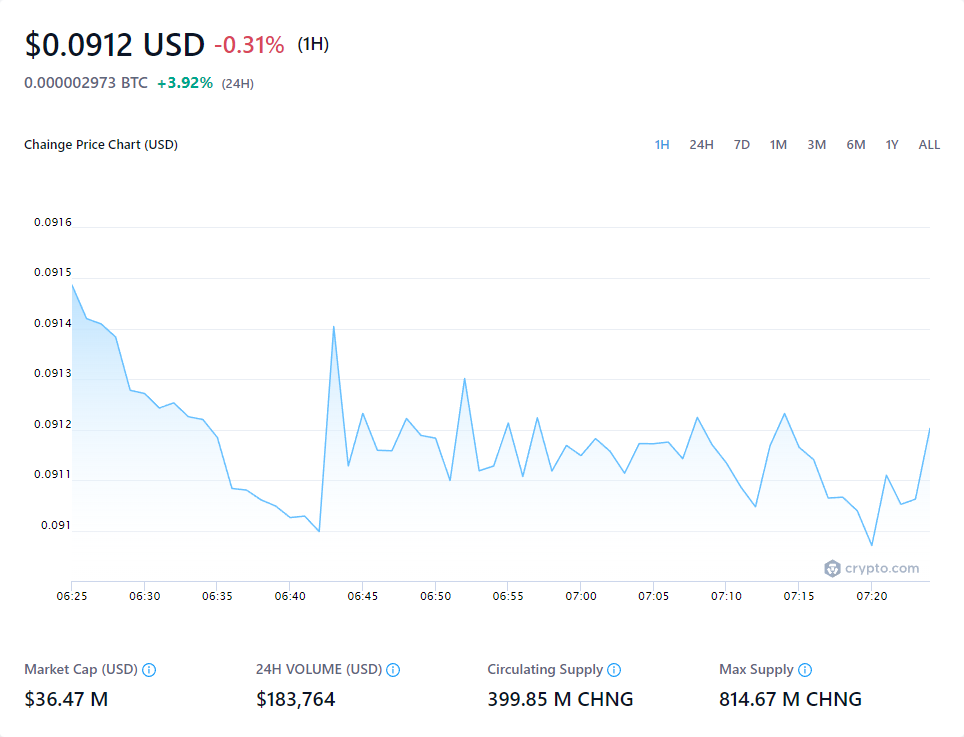 $0.0912 USD -0.31% (1H)
0.000002973 BTC +3.92% (24H)
Chainge Price Chart (USD) 1H 24H 7D 1M 3M 6M 1Y ALL
0.0916
0.0915
0.0914
0.0913
0.0912
0.0911
0.091
crypto.com
06:25 06:30 06:35 06:40 06:45 06:50 06:55 07:00 07:05 07:10 07:15 07:20
Market Cap (USD) 24H VOLUME (USD) Circulating Supply Max Supply
$36.47 M $183,764 399.85 M CHNG 814.67 M CHNG